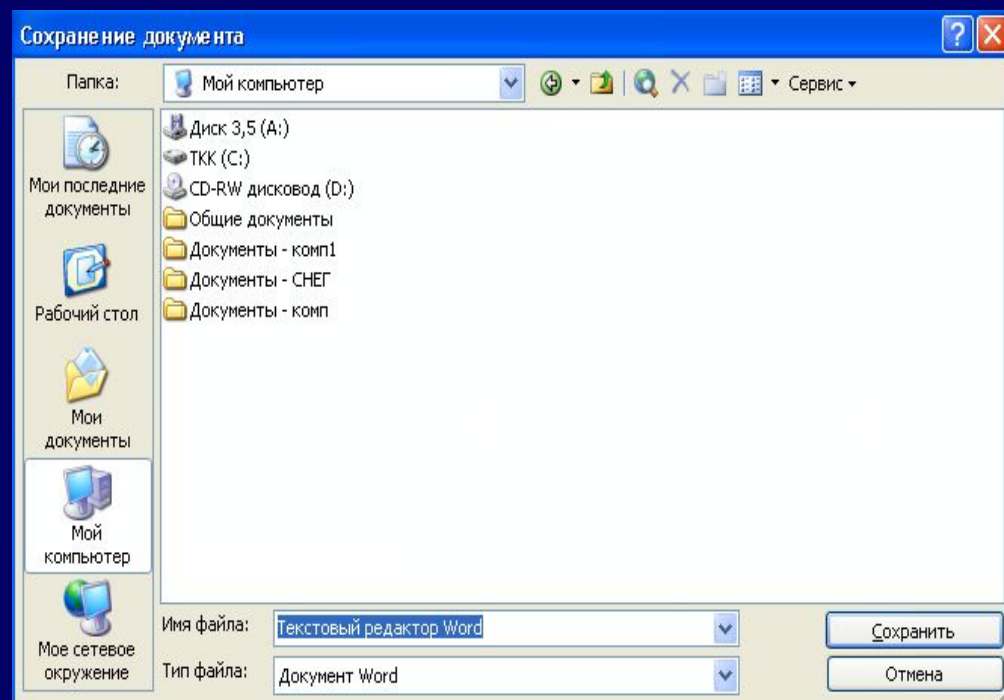 Сохранение документа
Папка:
Мой компьютер
Сервис
Мои последние
документы
Рабочий стол
Мои
документы
Мой
компьютер
Мое сетевое
окружение
Диск 3,5 (A:)
ТКК (C:)
CD-RW дисковод (D:)
Общие документы
Документы - комп1
Документы - СНЕГ
Документы - комп
Имя файла:
Текстовый редактор Word
Сохранить
Тип файла:
Документ Word
Отмена